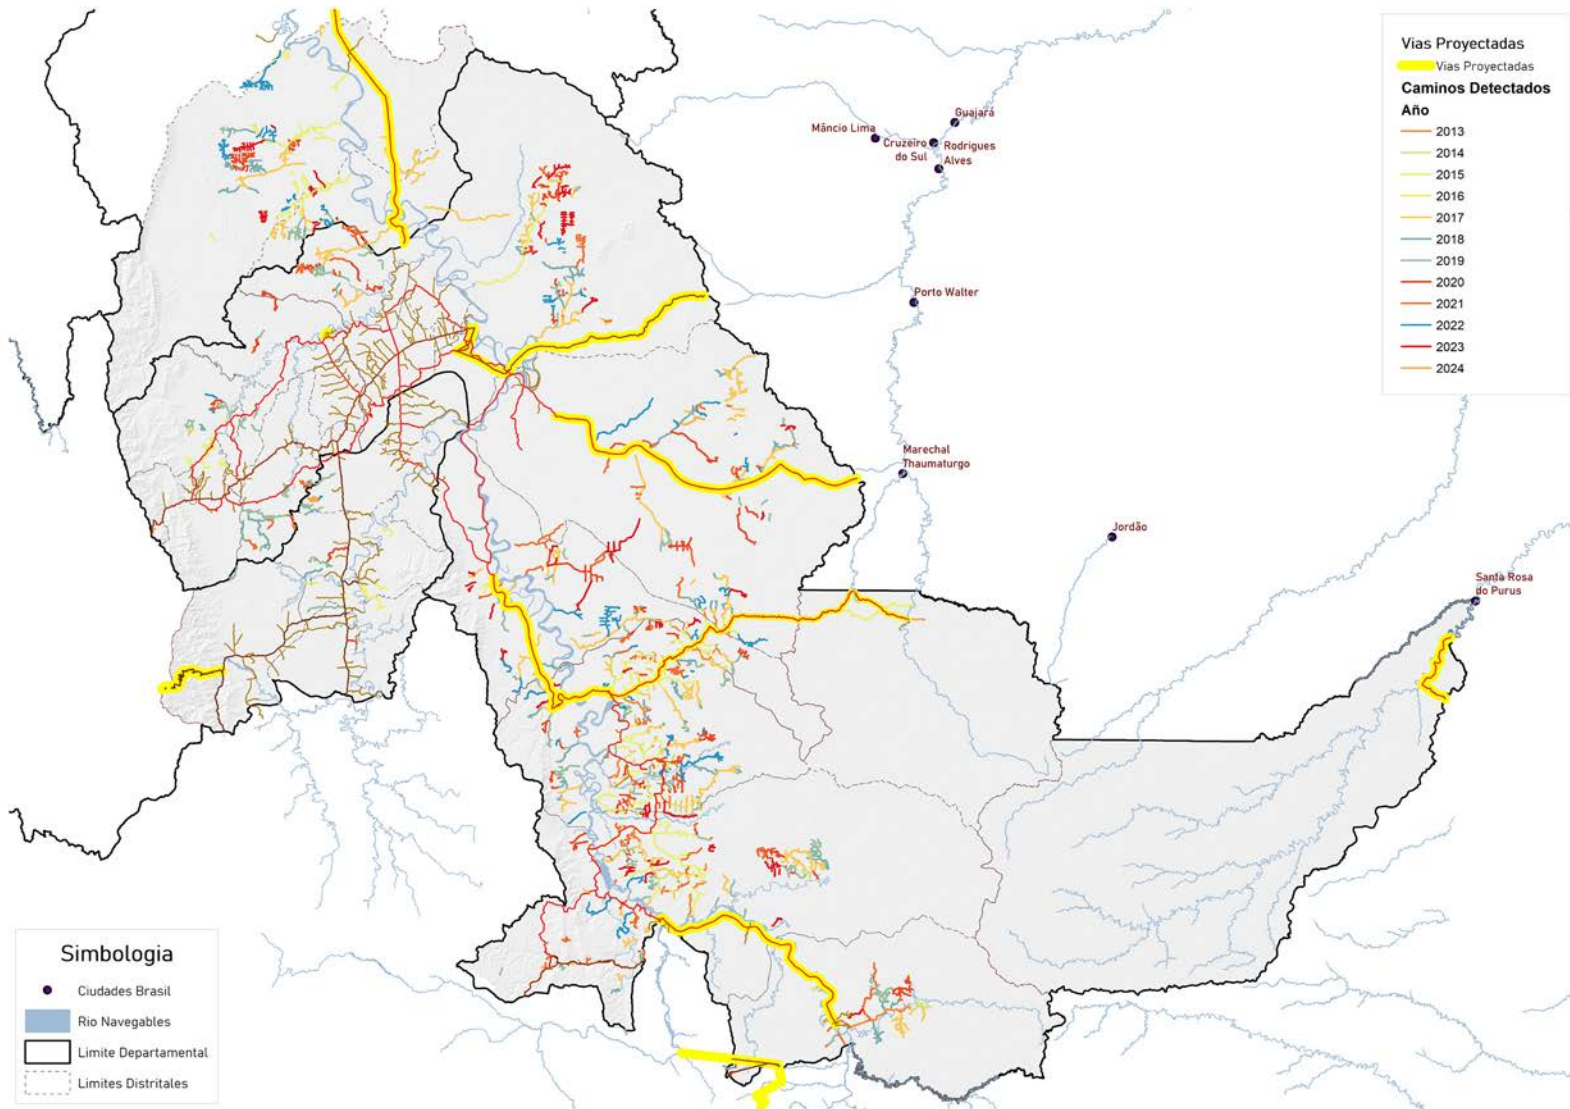 Vias Proyectadas
Vias Proyectadas
Caminos Detectados
Año
2013
2014
2015
2016
2017
2018
2019
2020
2021
2022
2023
2024
Guajará
Mâncio Lima
Cruzeiro
do Sul
Rodrigues
Alves
Porto Walter
Marechal
Thaumaturgo
Jordão
Santa Rosa
do Purus
Simbologia
Ciudades Brasil
Rio Navegables
Limite Departamental
Limites Distritales